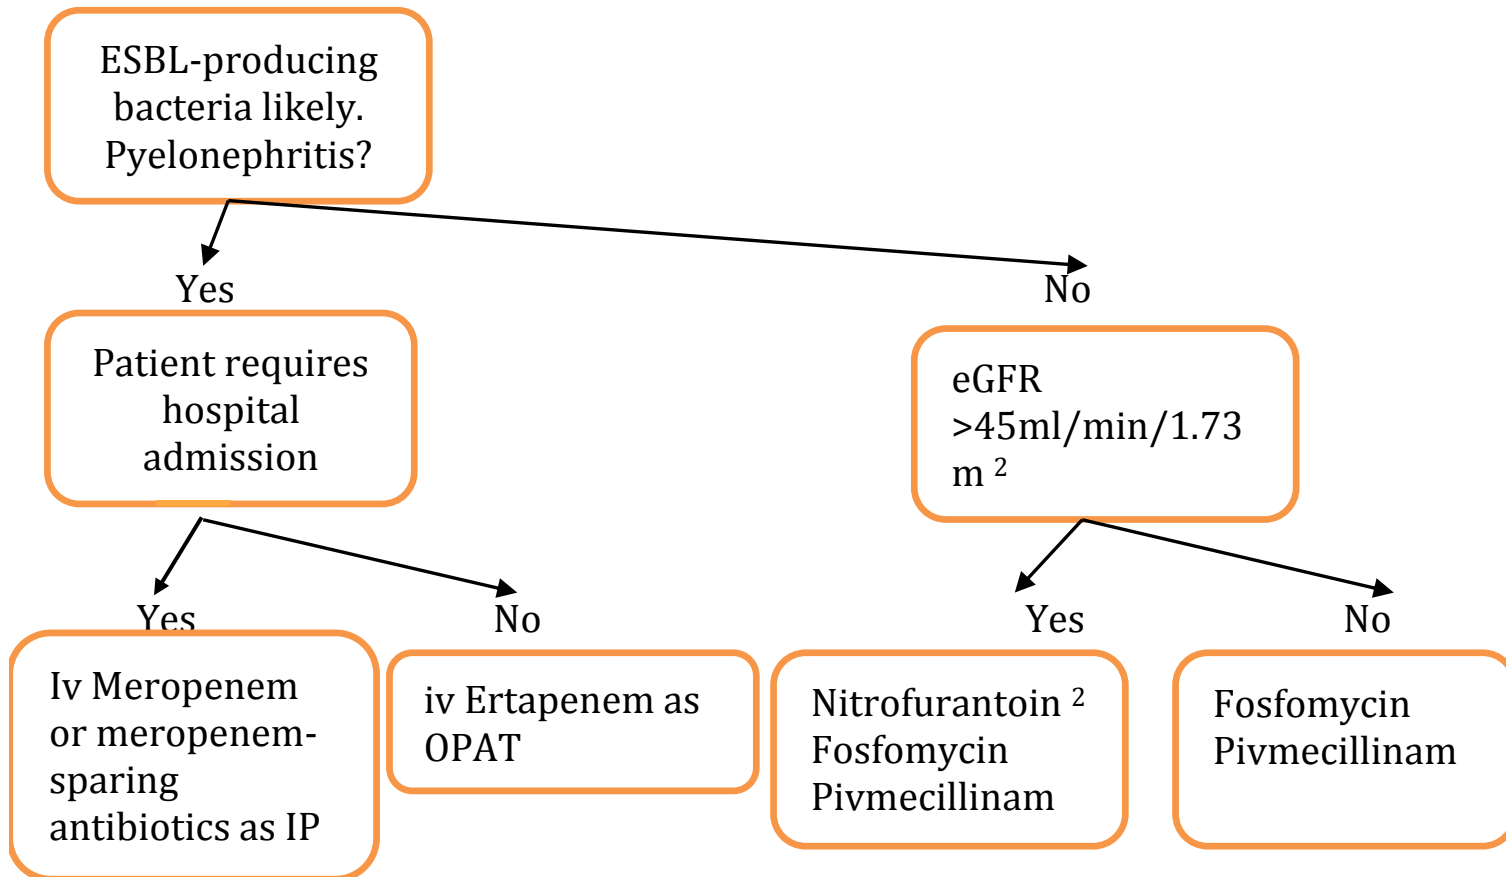 ESBL-producing
bacteria likely.
Pyelonephritis?
Yes
No
Patient requires
hospital
admission
eGFR
>45ml/min/1.73
m ²
Yes
No
Yes
No
Iv Meropenem
or meropenem-
sparing
antibiotics as IP
iv Ertapenem as
OPAT
Nitrofurantoin ²
Fosfomycin
Pivmecillinam
Fosfomycin
Pivmecillinam